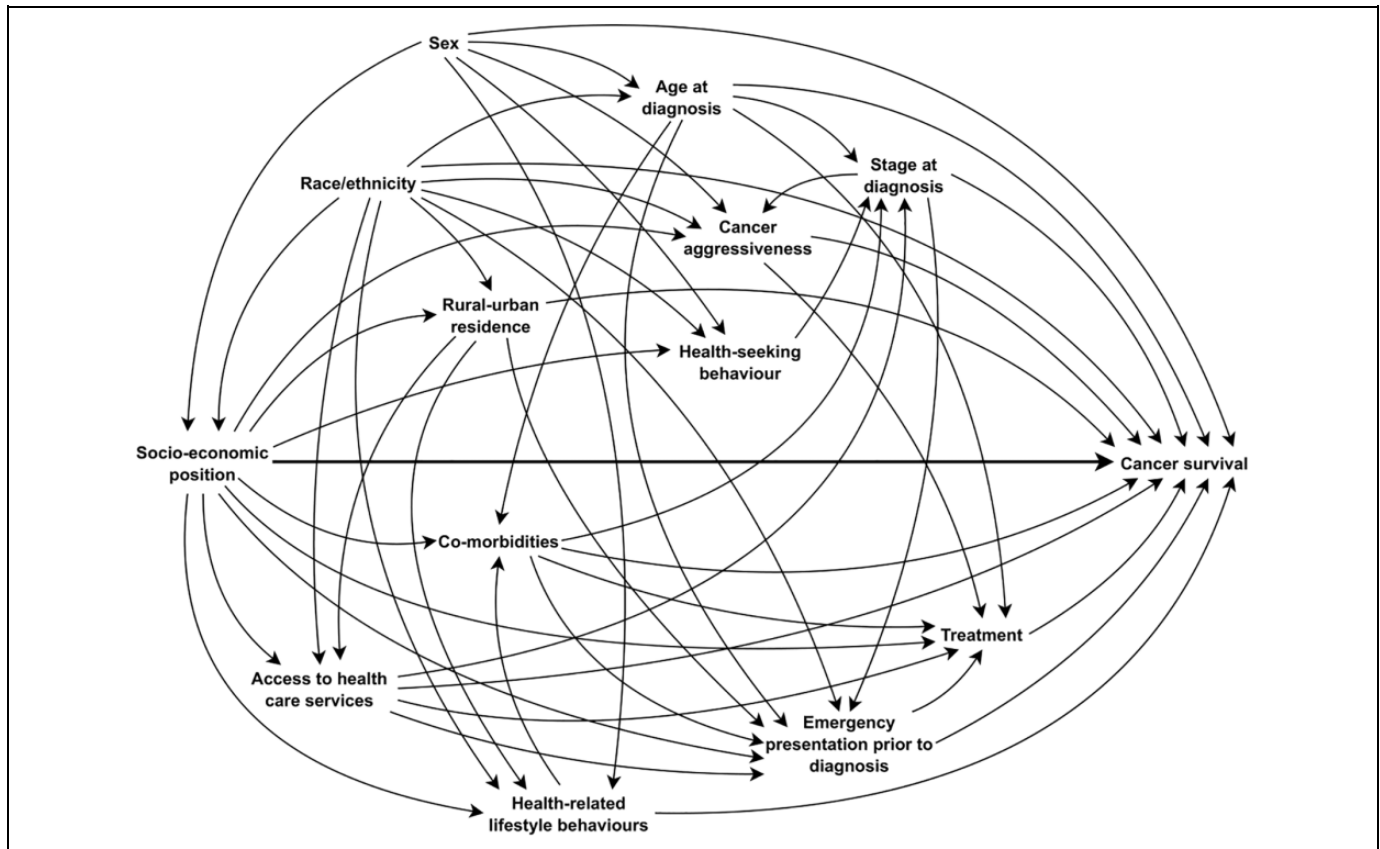 Sex
Age at
diagnosis
Stage at
diagnosis
Race/ethnicity
Cancer
aggressiveness
Rural-urban
residence
Health-seeking
behaviour
Socio-economic
position
Cancer survival
Co-morbidities
Treatment
Access to health
care services
Emergency
presentation prior to
diagnosis
Health-related
lifestyle behaviours